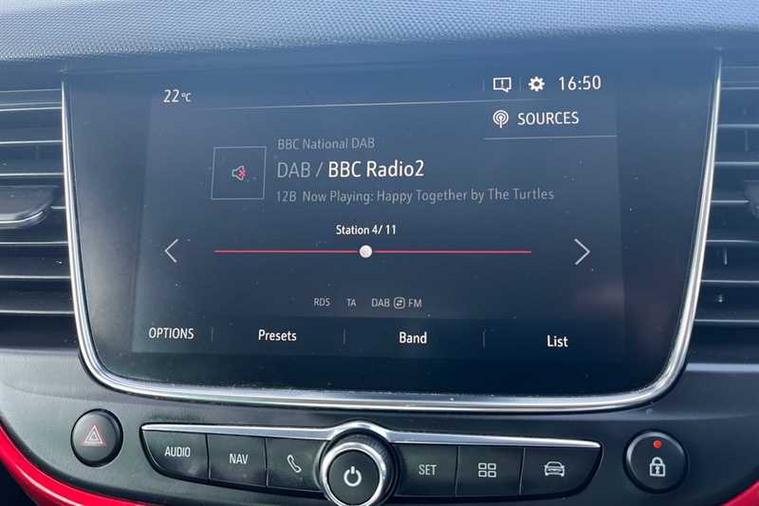 22°C
16:50
SOURCES
BBC National DAB
DAB / BBC Radio2
12B Now Playing: Happy Together by The Turtles
Station 4/11
RDS TA DAB FM
OPTIONS Presets Band List
AUDIO NAV SET